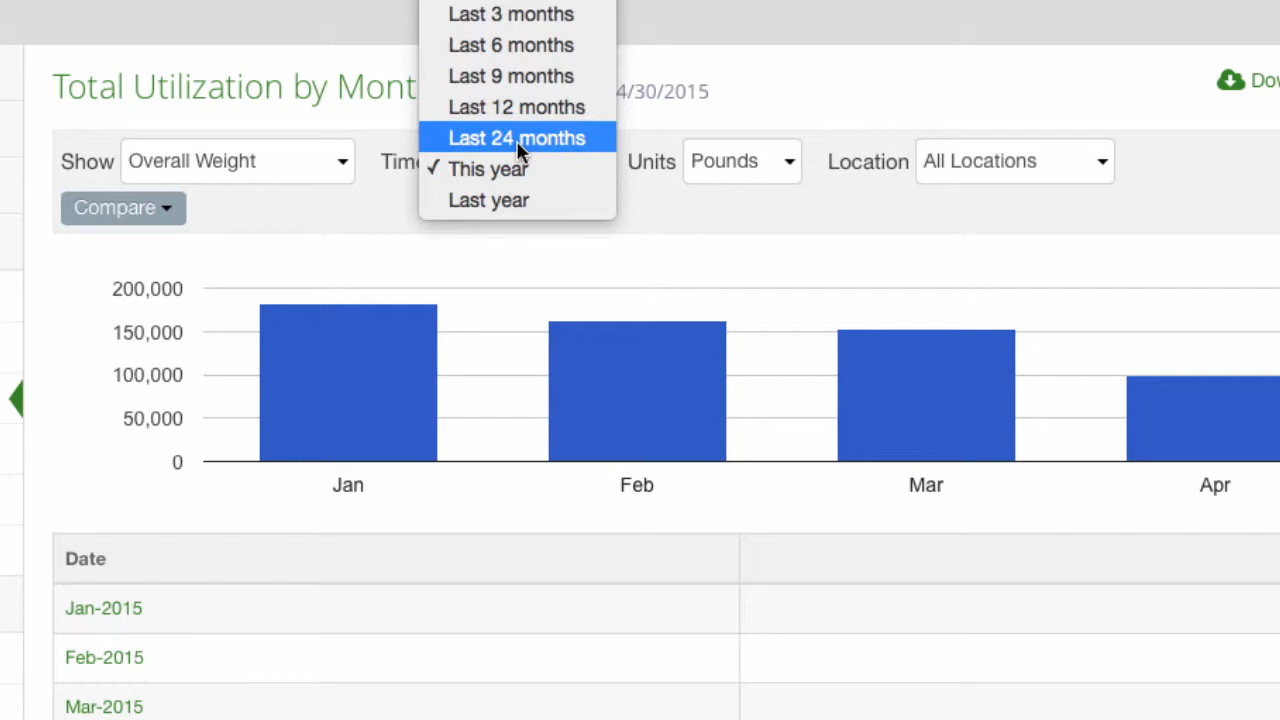 Last 3 months
Last 6 months
Last 9 months
Last 12 months
Last 24 months
✓ This year
Last year
Total Utilization by Mont
4/30/2015
Dow
Show Overall Weight Time Units Pounds Location All Locations
Compare
200,000
150,000
100,000
50,000
0
Jan Feb Mar Apr
Date
Jan-2015
Feb-2015
Mar-2015